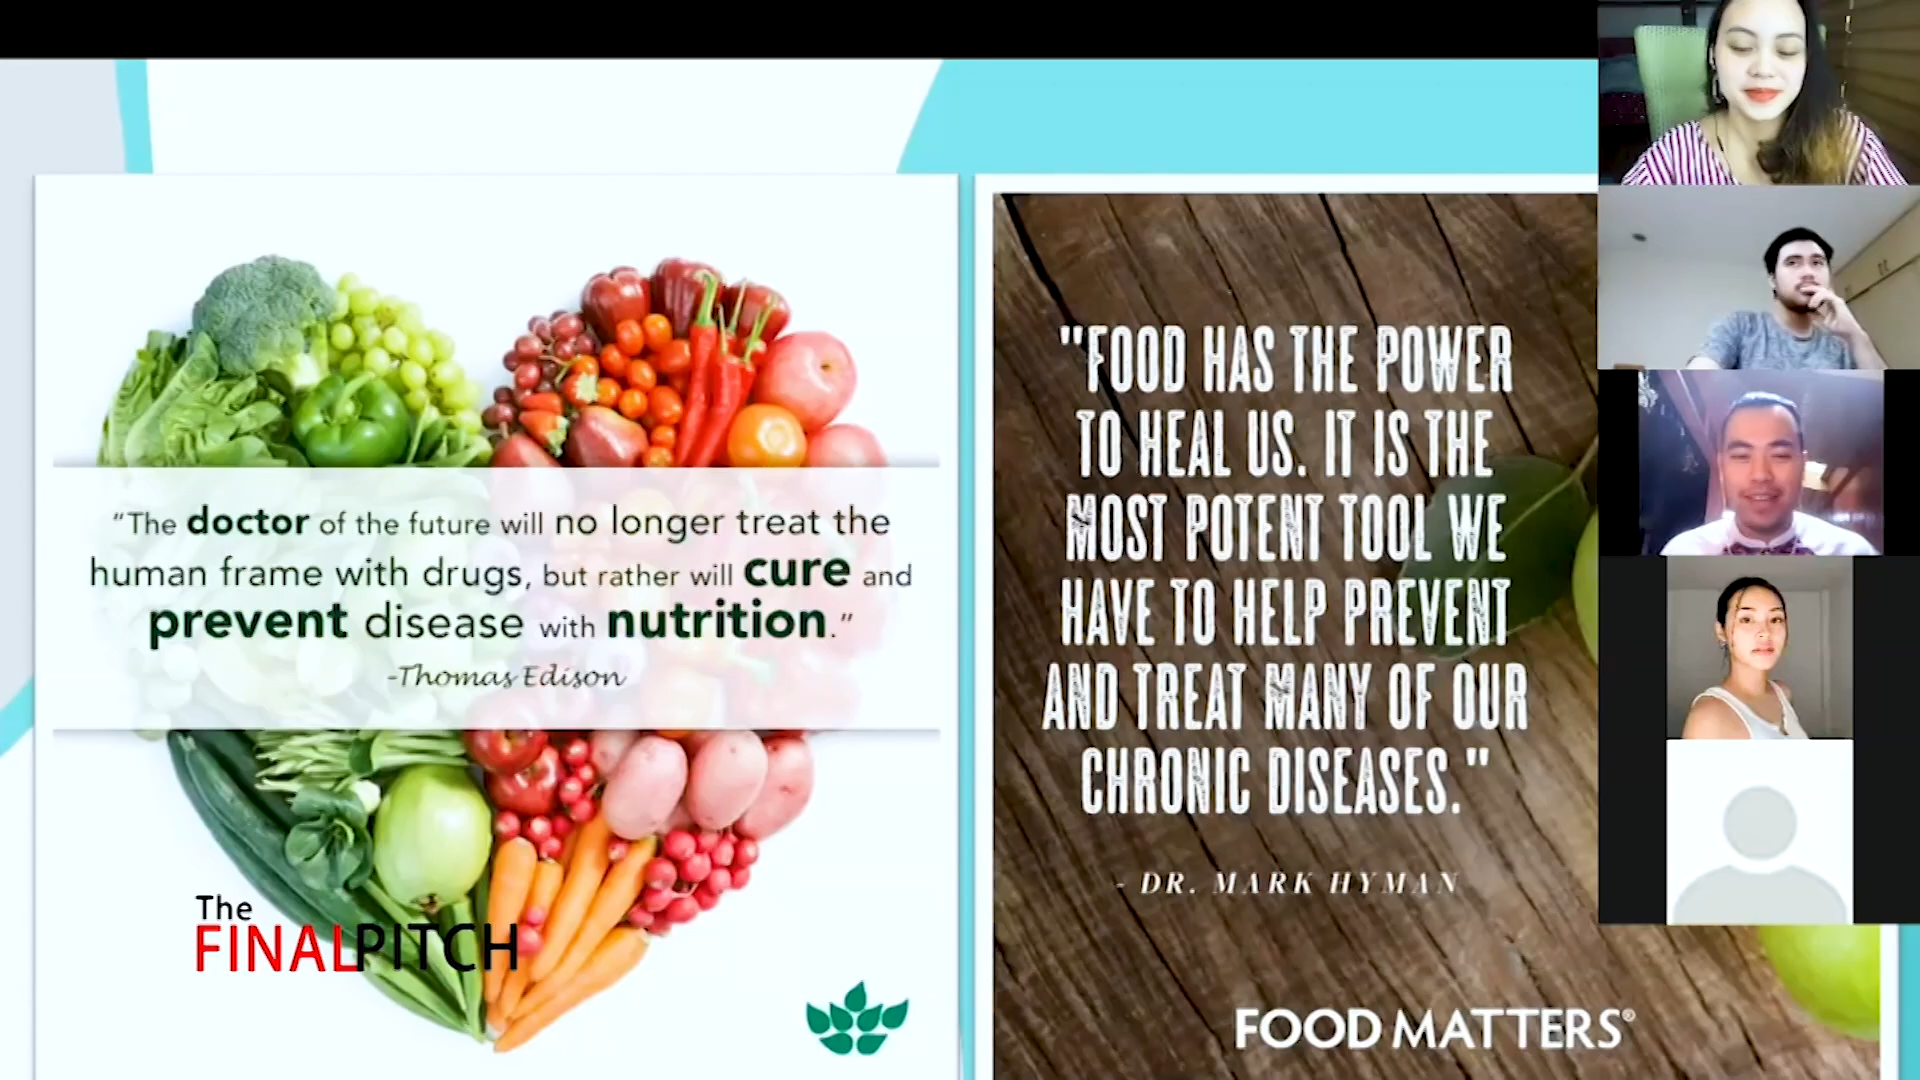 "The doctor of the future will no longer treat the
human frame with drugs, but rather will cure and
prevent disease with nutrition."
-Thomas Edison
The
FINALPITCH
"FOOD HAS THE POWER
TO HEAL US. IT IS THE
MOST POTENT TOOL WE
HAVE TO HELP PREVENT
AND TREAT MANY OF OUR
CHRONIC DISEASES."
- DR. MARK HYMAN
FOOD MATTERS®